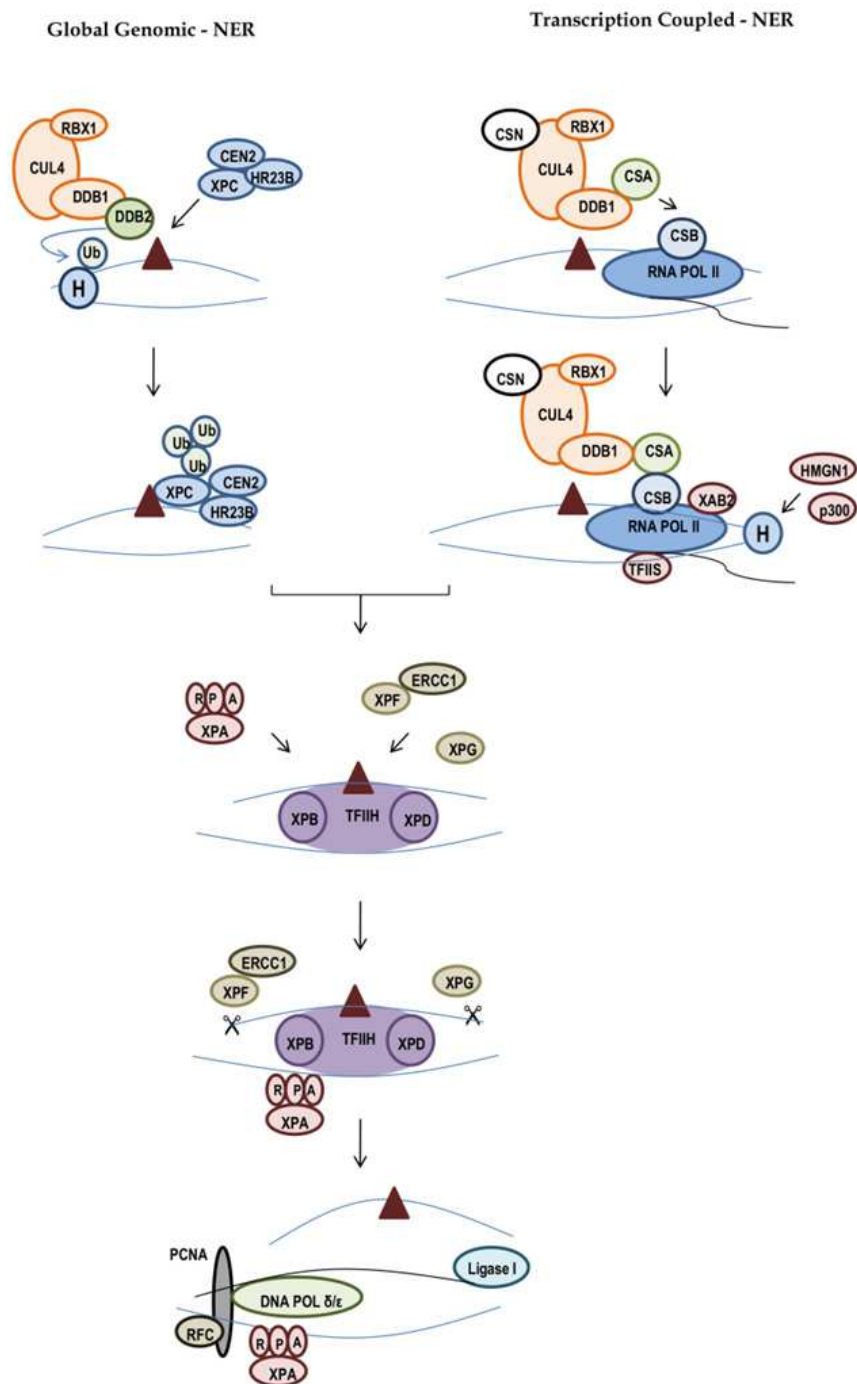 Global Genomic - NER
Transcription Coupled - NER
RBX1
CUL4
DDB1
DDB2
CEN2
XPC
HR23B
Ub
H
CSN
RBX1
CUL4
DDB1
CSA
CSB
RNA POL II
Ub
Ub
Ub
XPC
CEN2
HR23B
CSN
RBX1
CUL4
DDB1
CSA
CSB
XAB2
RNA POL II
TFIIS
H
HMGN1
p300
R P A
XPA
ERCC1
XPF
XPG
XPB
TFIIH
XPD
ERCC1
XPF
XPG
XPB
TFIIH
XPD
R P A
XPA
PCNA
Ligase I
DNA POL δ/ε
RFC
R P A
XPA